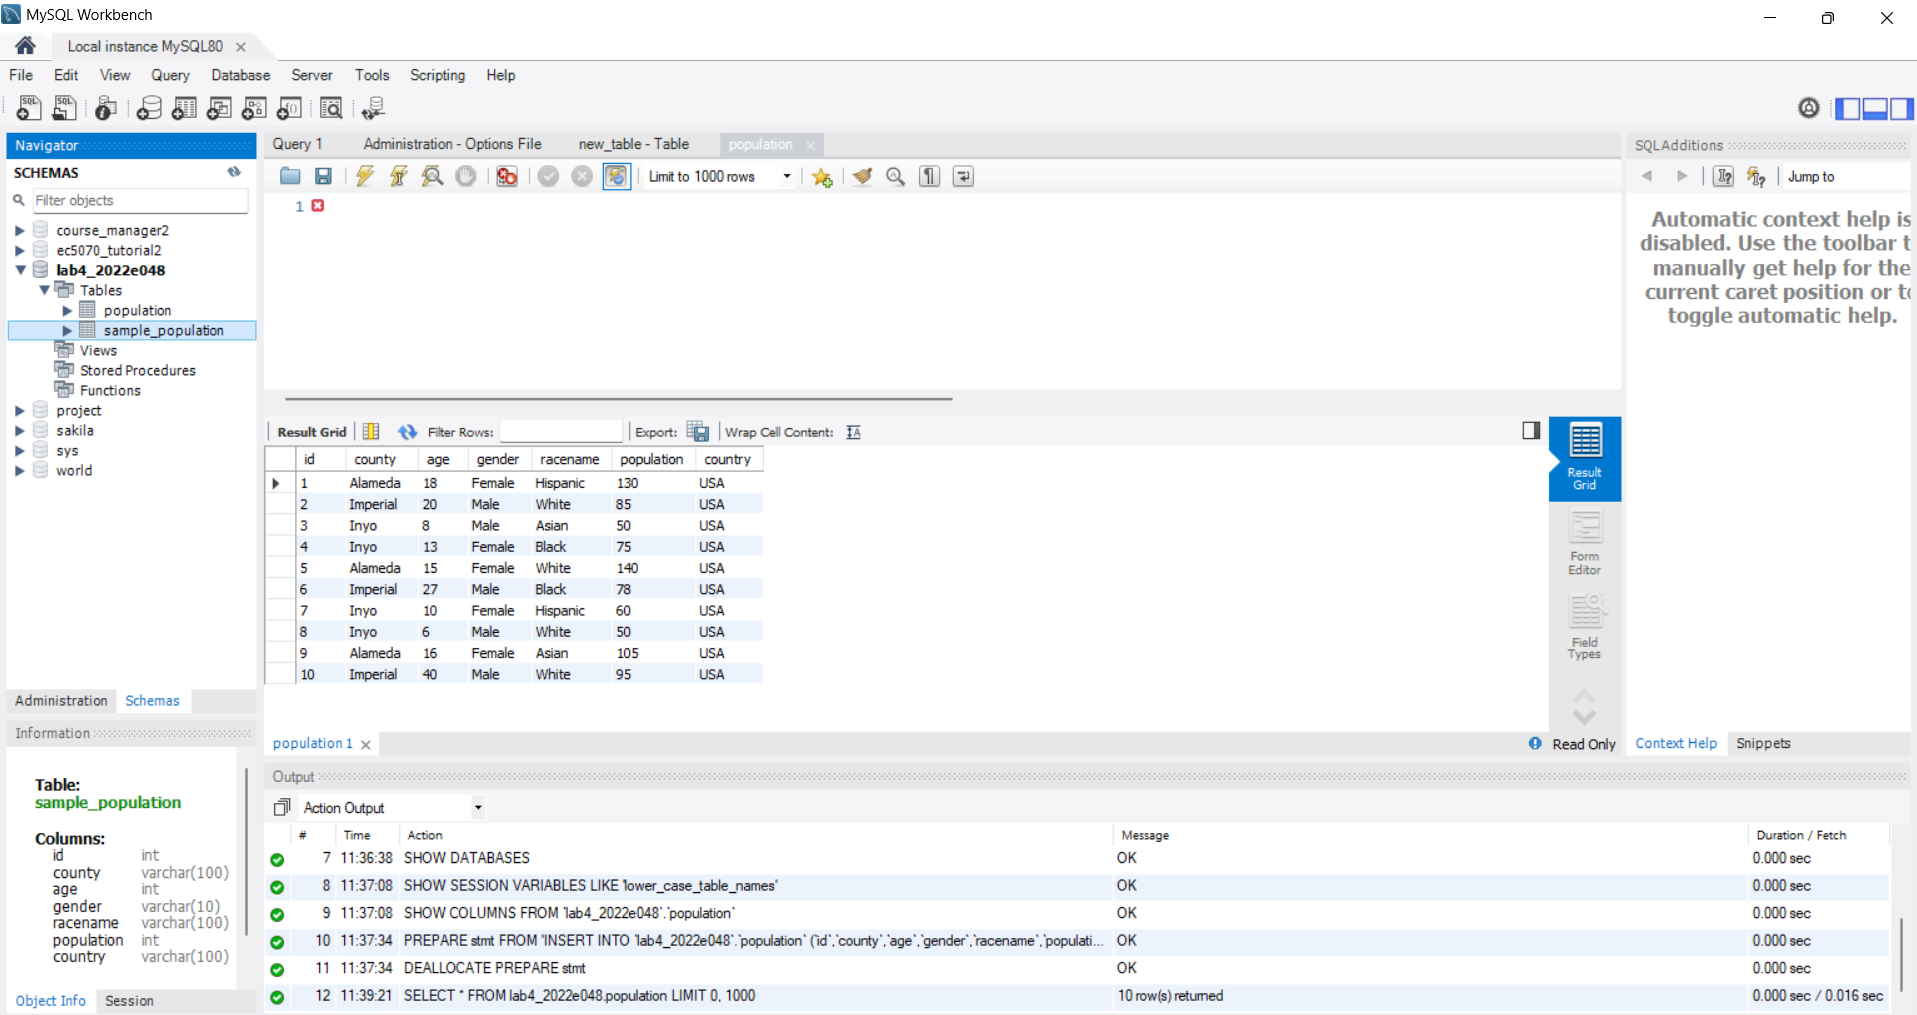 MySQL Workbench
Local instance MySQL80
File Edit View Query Database Server Tools Scripting Help
Navigator
SCHEMAS
Filter objects
course_manager2
ec5070_tutorial2
lab4_2022e048
Tables
population
sample_population
Views
Stored Procedures
Functions
project
sakila
sys
world
Administration Schemas
Information
Table:
sample_population
Columns:
id int
county varchar(100)
age int
gender varchar(10)
racename varchar(100)
population int
country varchar(100)
Object Info Session
Query 1 Administration - Options File new_table - Table population
Limit to 1000 rows
1
Result Grid Filter Rows: Export: Wrap Cell Content:
id county age gender racename population country
1 Alameda 18 Female Hispanic 130 USA
2 Imperial 20 Male White 85 USA
3 Inyo 8 Male Asian 50 USA
4 Inyo 13 Female Black 75 USA
5 Alameda 15 Female White 140 USA
6 Imperial 27 Male Black 78 USA
7 Inyo 10 Female Hispanic 60 USA
8 Inyo 6 Male White 50 USA
9 Alameda 16 Female Asian 105 USA
10 Imperial 40 Male White 95 USA
Result
Grid
Form
Editor
Field
Types
population 1
Read Only
SQLAdditions
Jump to
Automatic context help is
disabled. Use the toolbar t
manually get help for the
current caret position or to
toggle automatic help.
Context Help Snippets
Output
Action Output
# Time Action Message Duration / Fetch
7 11:36:38 SHOW DATABASES OK 0.000 sec
8 11:37:08 SHOW SESSION VARIABLES LIKE 'lower_case_table_names' OK 0.000 sec
9 11:37:08 SHOW COLUMNS FROM `lab4_2022e048`.`population` OK 0.000 sec
10 11:37:34 PREPARE stmt FROM 'INSERT INTO `lab4_2022e048`.`population` (`id`,`county`,`age`,`gender`,`racename`,`populati... OK 0.000 sec
11 11:37:34 DEALLOCATE PREPARE stmt OK 0.000 sec
12 11:39:21 SELECT * FROM lab4_2022e048.population LIMIT 0, 1000 10 row(s) returned 0.000 sec / 0.016 sec